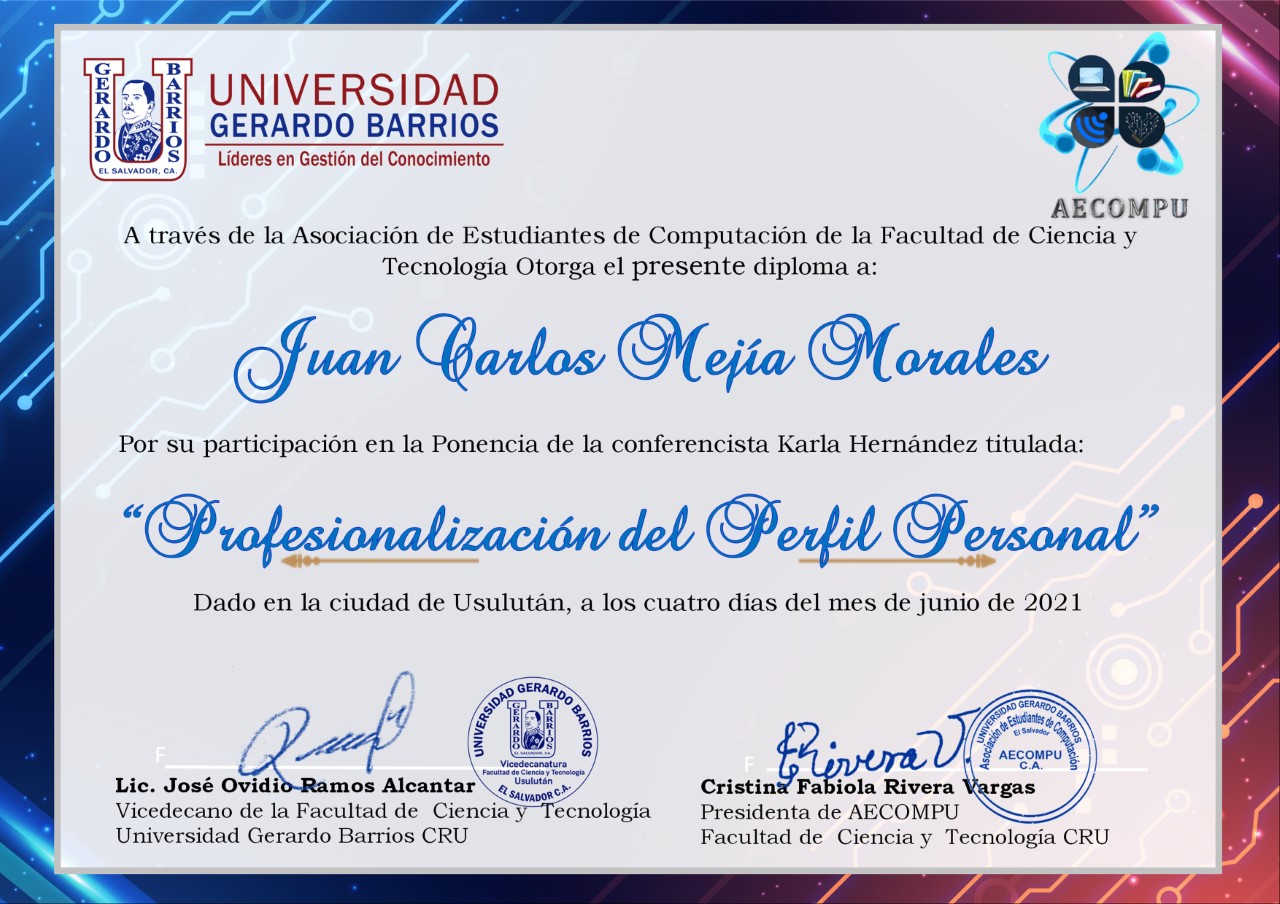 GERARDO BARRIOS
EL SALVADOR, CA.
UNIVERSIDAD
GERARDO BARRIOS
Líderes en Gestión del Conocimiento
AECOMPU
A través de la Asociación de Estudiantes de Computación de la Facultad de Ciencia y
Tecnología Otorga el presente diploma a:
Juan Carlos Mejía Morales
Por su participación en la Ponencia de la conferencista Karla Hernández titulada:
“Profesionalización del Perfil Personal”
Dado en la ciudad de Usulután, a los cuatro días del mes de junio de 2021
F
UNIVERSIDAD GERARDO BARRIOS
GERARDO BARRIOS
Vicedecanatura
Facultad de Ciencia y Tecnología
Usulután
EL SALVADOR C.A.
Lic. José Ovidio Ramos Alcantar
Vicedecano de la Facultad de Ciencia y Tecnología
Universidad Gerardo Barrios CRU
F
Rivera V.
UNIVERSIDAD GERARDO BARRIOS
Asociación de Estudiantes de Computación
El Salvador
AECOMPU
C.A.
Cristina Fabiola Rivera Vargas
Presidenta de AECOMPU
Facultad de Ciencia y Tecnología CRU